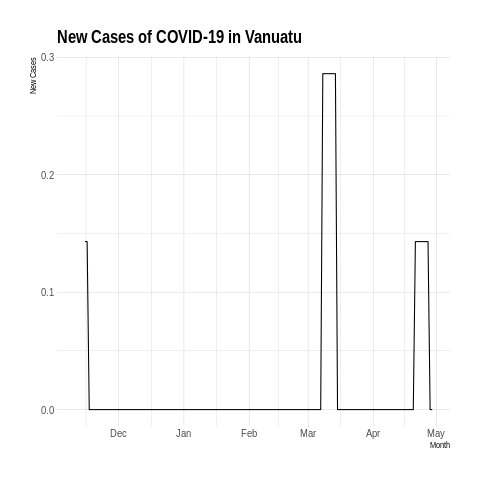 New Cases of COVID-19 in Vanuatu
New Cases
0.3
0.2
0.1
0.0
Dec Jan Feb Mar Apr May
Month